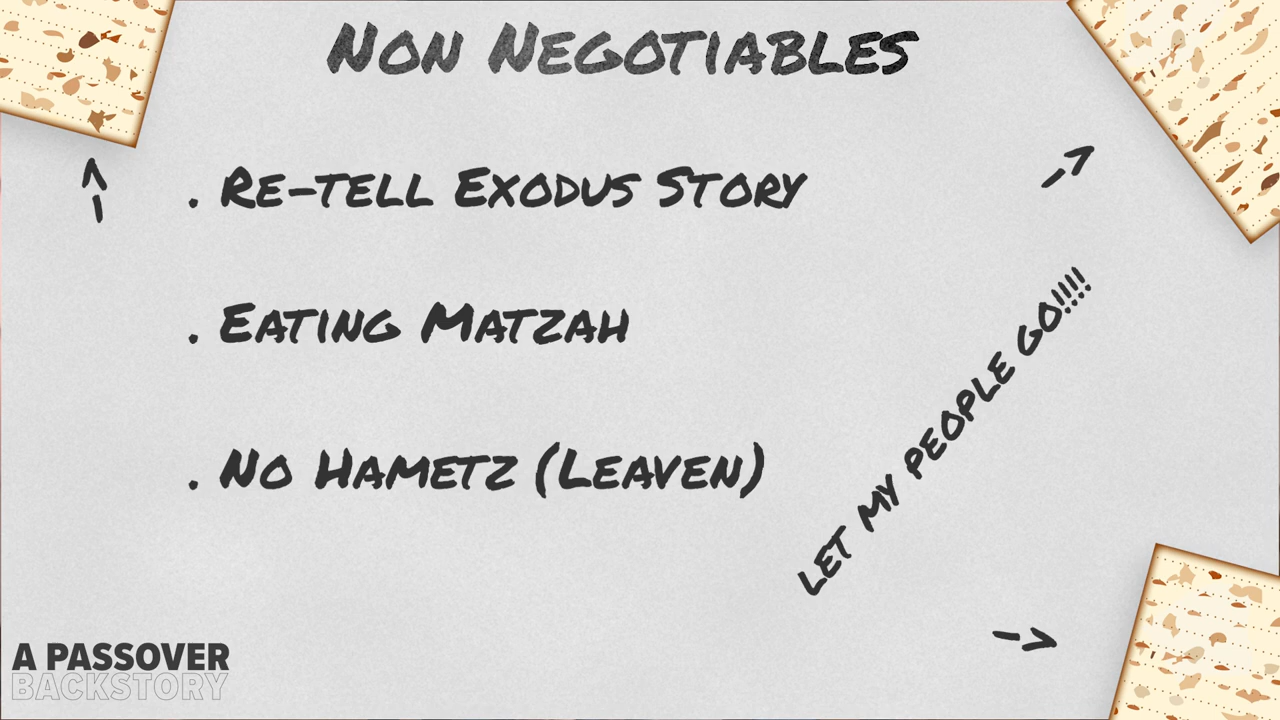 Non Negotiables
. Re-tell Exodus Story
. Eating Matzah
. No Hametz (Leaven)
Let my people go!!!!
A PASSOVER
BACKSTORY